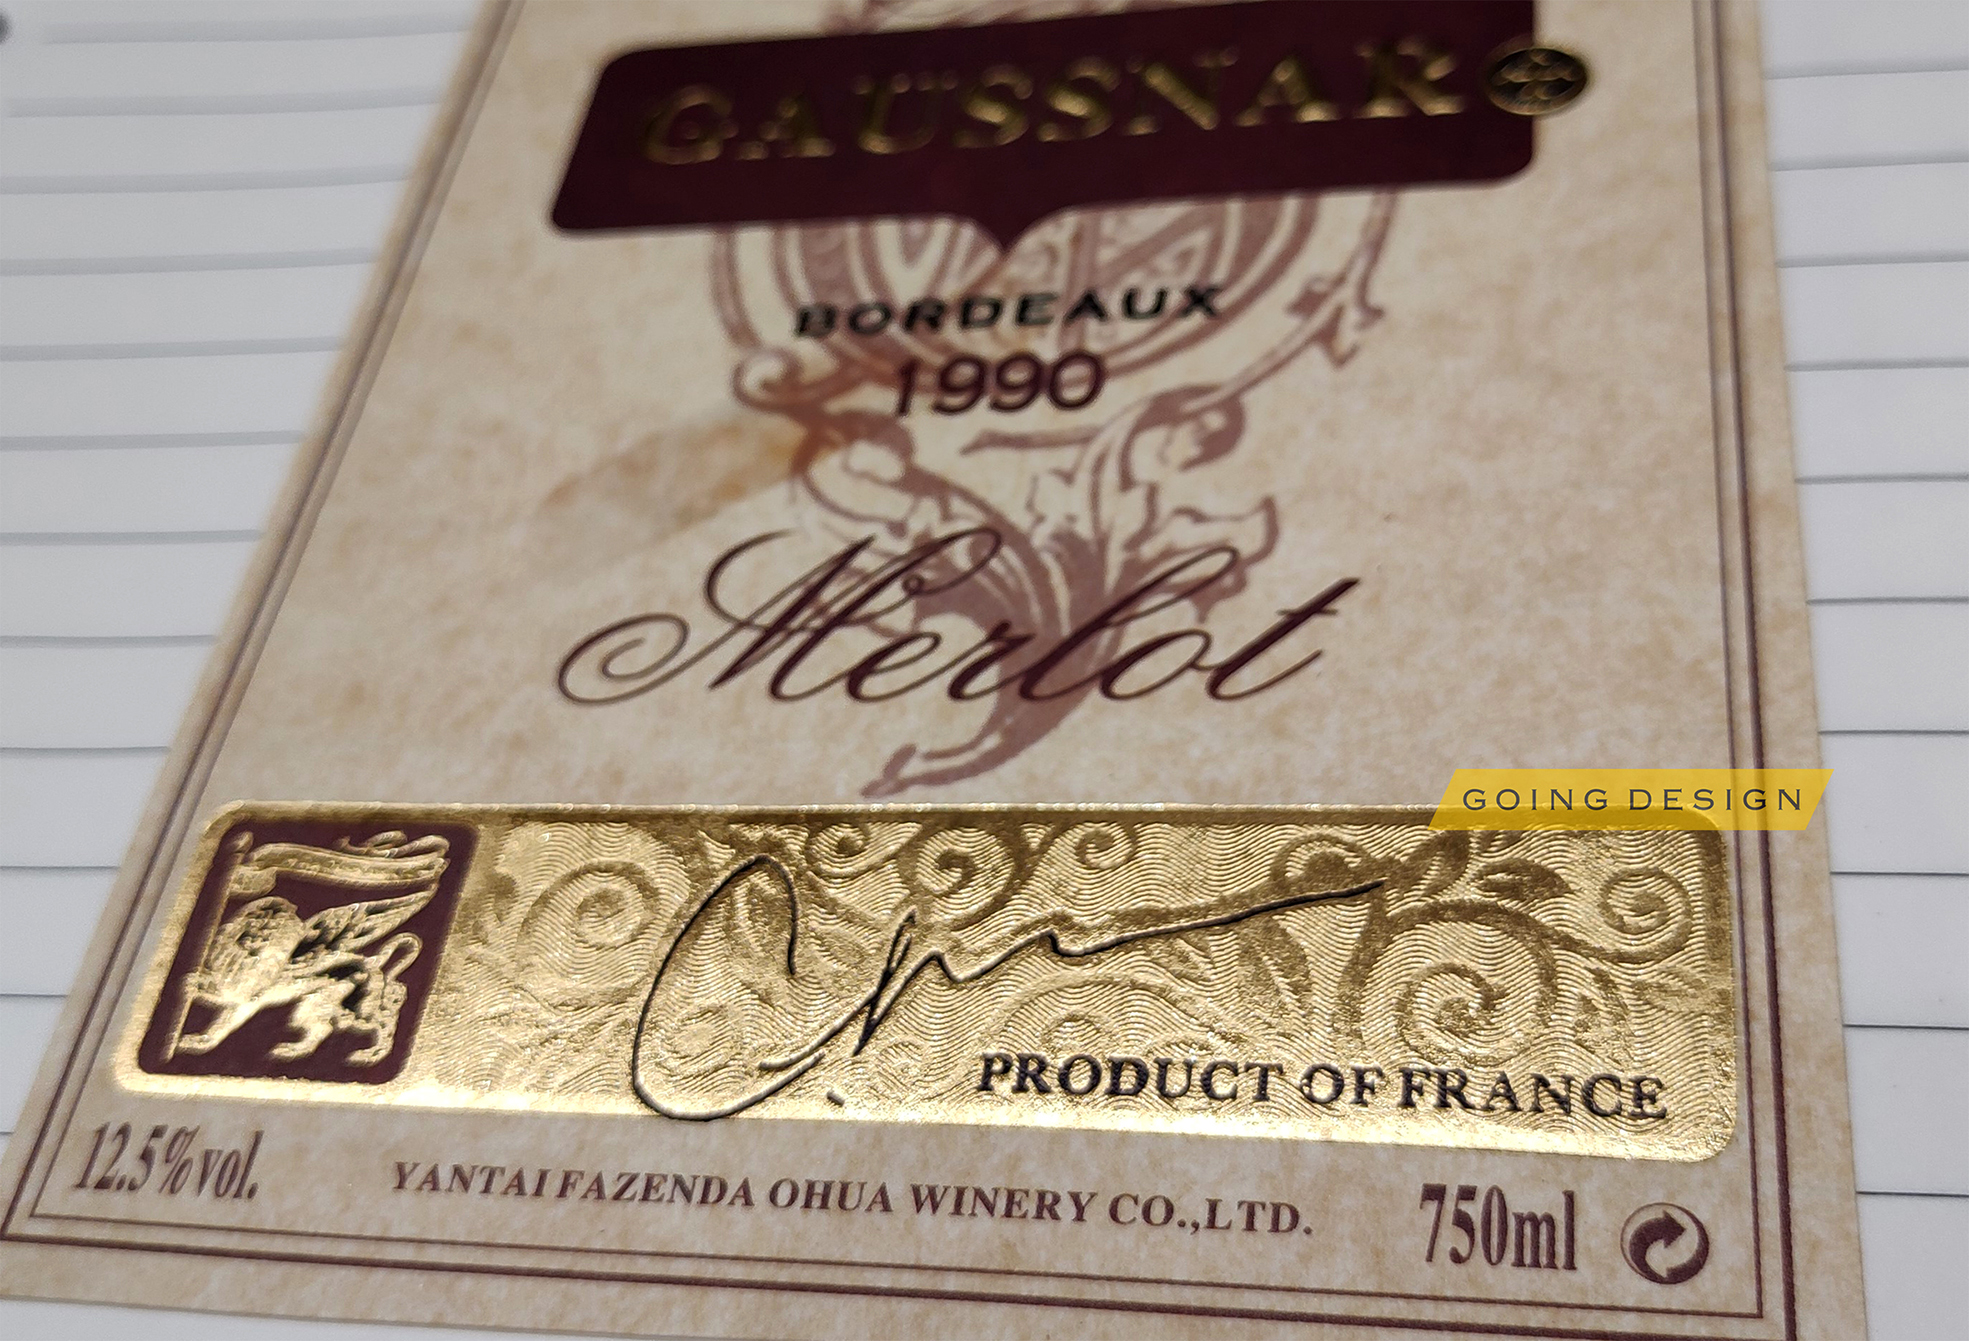 GAUSSNAR
BORDEAUX
1990
Merlot
GOING DESIGN
PRODUCT OF FRANCE
12.5%vol.
YANTAI FAZENDA OHUA WINERY CO.,LTD.
750ml